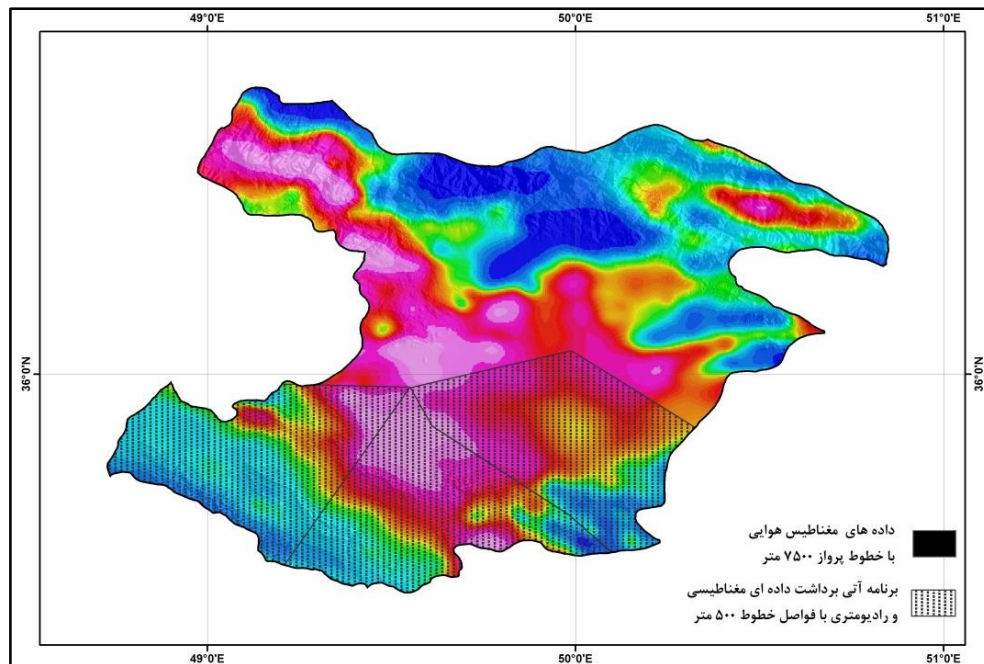 49°0'E
50°0'E
51°0'E
36°0'N
36°0'N
داده های مغناطیس هوایی
با خطوط پرواز ۷۵۰۰ متر
برنامه آتی برداشت داده ای مغناطیسی
و رادیومتری با فواصل خطوط ۵۰۰ متر
49°0'E
50°0'E
51°0'E